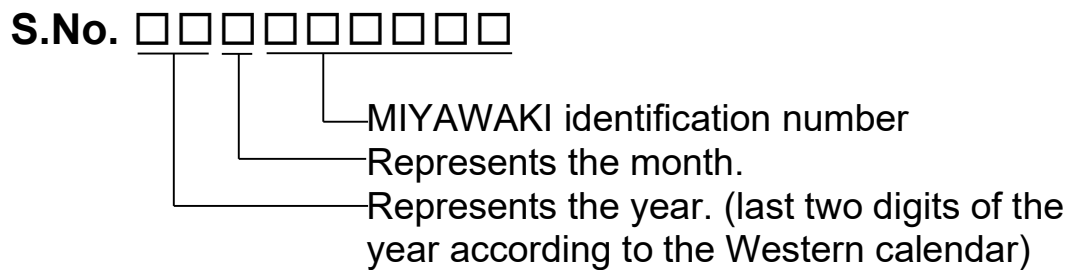 S.No. □□□□□□□□□
MIYAWAKI identification number
Represents the month.
Represents the year. (last two digits of the
year according to the Western calendar)